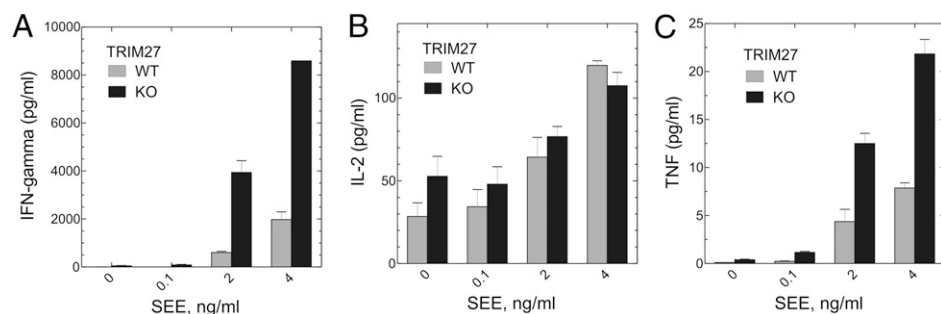 A
TRIM27
WT
KO
IFN-gamma (pg/ml)
10000
8000
6000
4000
2000
0
0
0.1
2
4
SEE, ng/ml
B
TRIM27
WT
KO
IL-2 (pg/ml)
100
50
0
0
0.1
2
4
SEE, ng/ml
C
TRIM27
WT
KO
TNF (pg/ml)
25
20
15
10
5
0
0
0.1
2
4
SEE, ng/ml